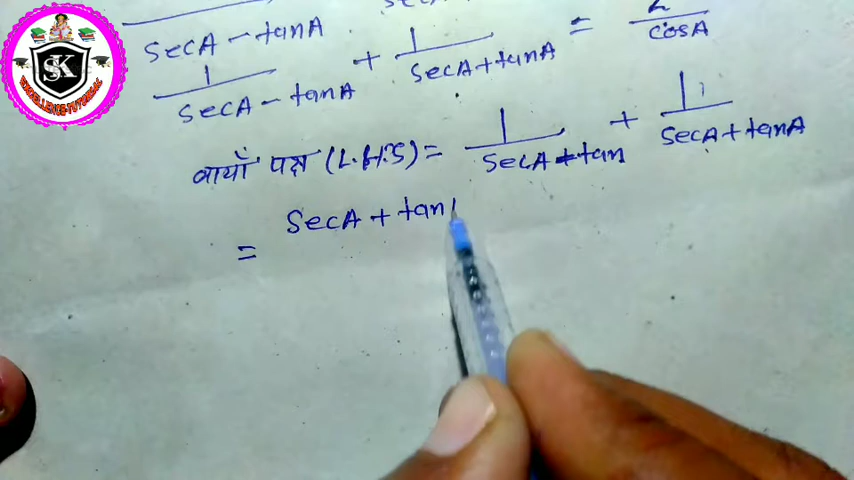 secA - tanA
1/(secA - tanA) + 1/(secA + tanA) = 2/cosA
बायाँ पक्ष (L.H.S) = 1/(secA - tan) + 1/(secA + tanA)
= secA + tan
SK